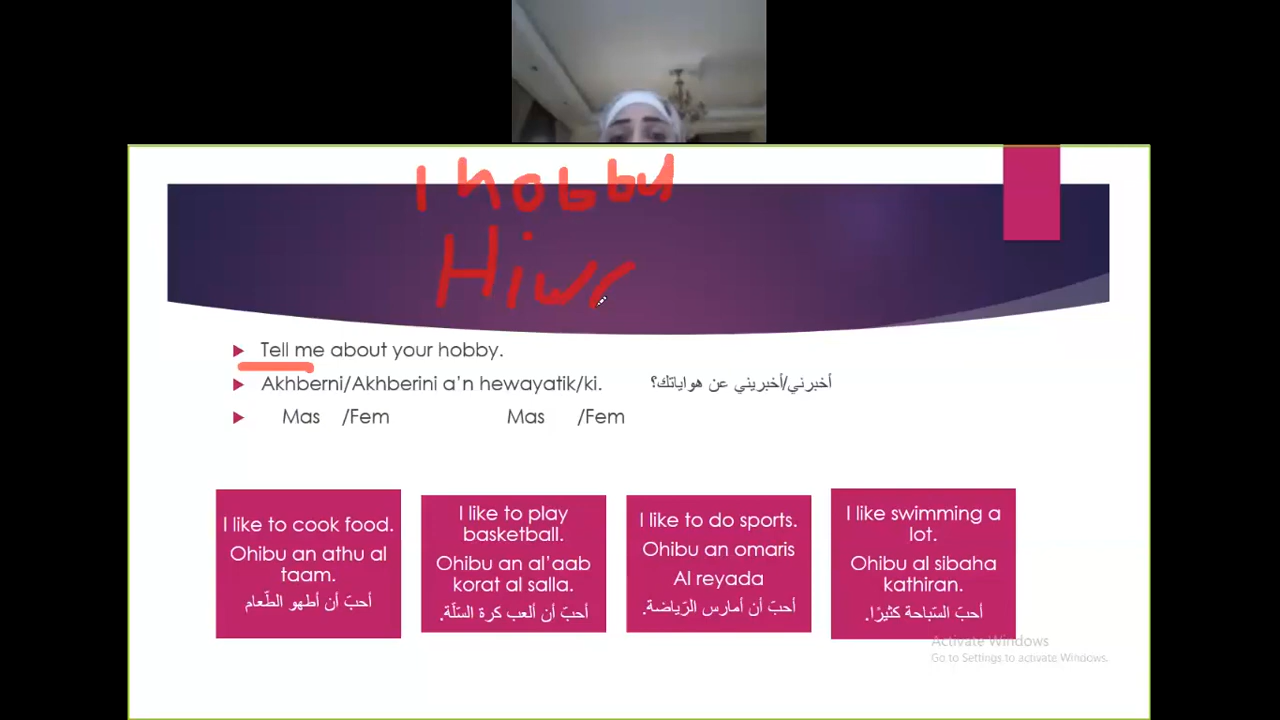 1 hobby
Hiwr
Tell me about your hobby.
Akhberni/Akhberini a’n hewayatik/ki. أخبرني/أخبريني عن هواياتك؟
Mas /Fem Mas /Fem
I like to cook food.
Ohibu an athu al
taam.
أحبّ أن أطهو الطّعام
I like to play
basketball.
Ohibu an al’aab
korat al salla.
أحبّ أن ألعب كرة السّلّة.
I like to do sports.
Ohibu an omaris
Al reyada
أحبّ أن أمارس الرّياضة.
I like swimming a
lot.
Ohibu al sibaha
kathiran.
أحبّ السّباحة كثيرًا.
Activate Windows
Go to Settings to activate Windows.